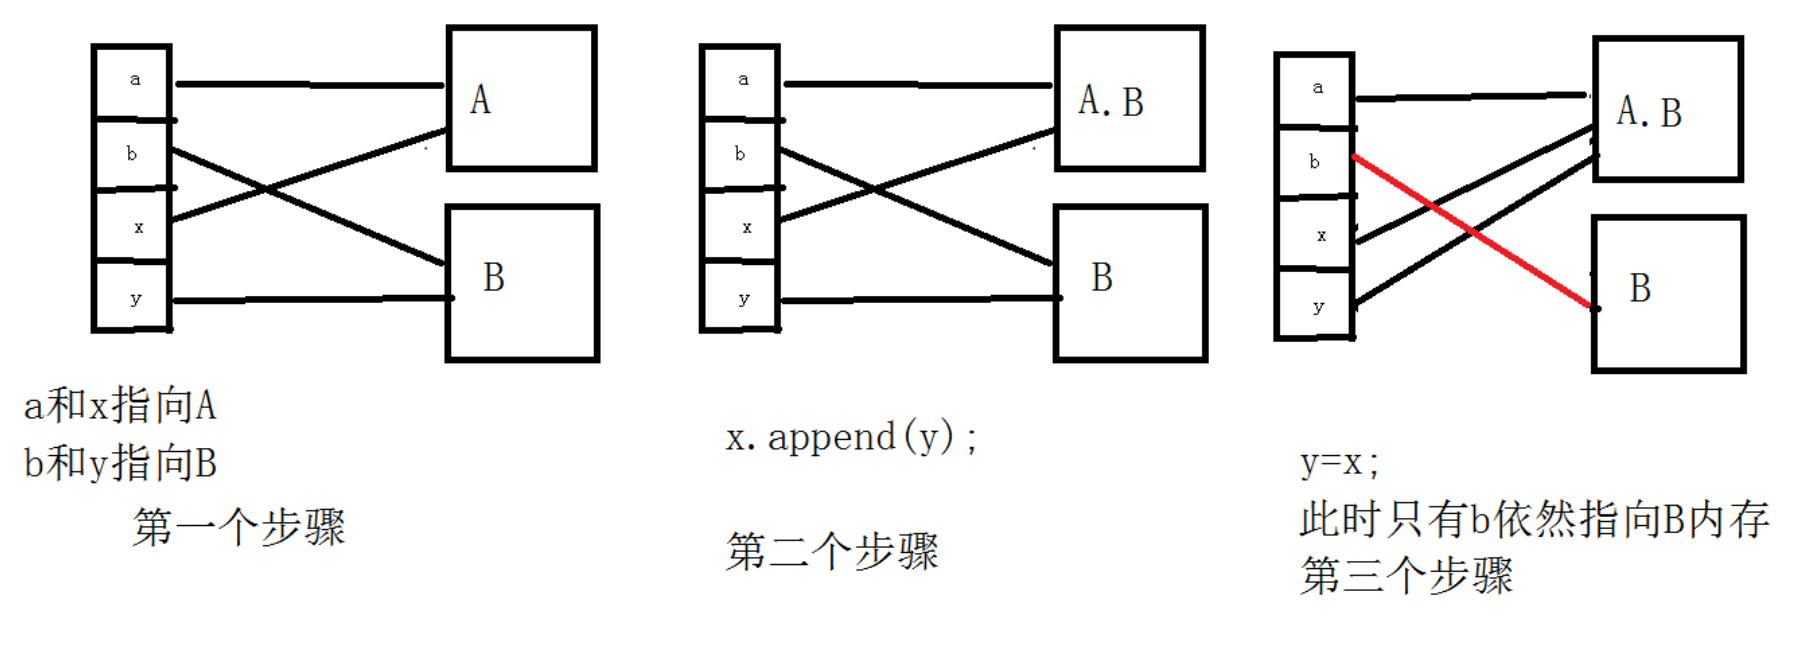 a
b
x
y
A
B
a和x指向A
b和y指向B
第一个步骤
a
b
x
y
A.B
B
x.append(y);
第二个步骤
a
b
x
y
A.B
B
y=x;
此时只有b依然指向B内存
第三个步骤